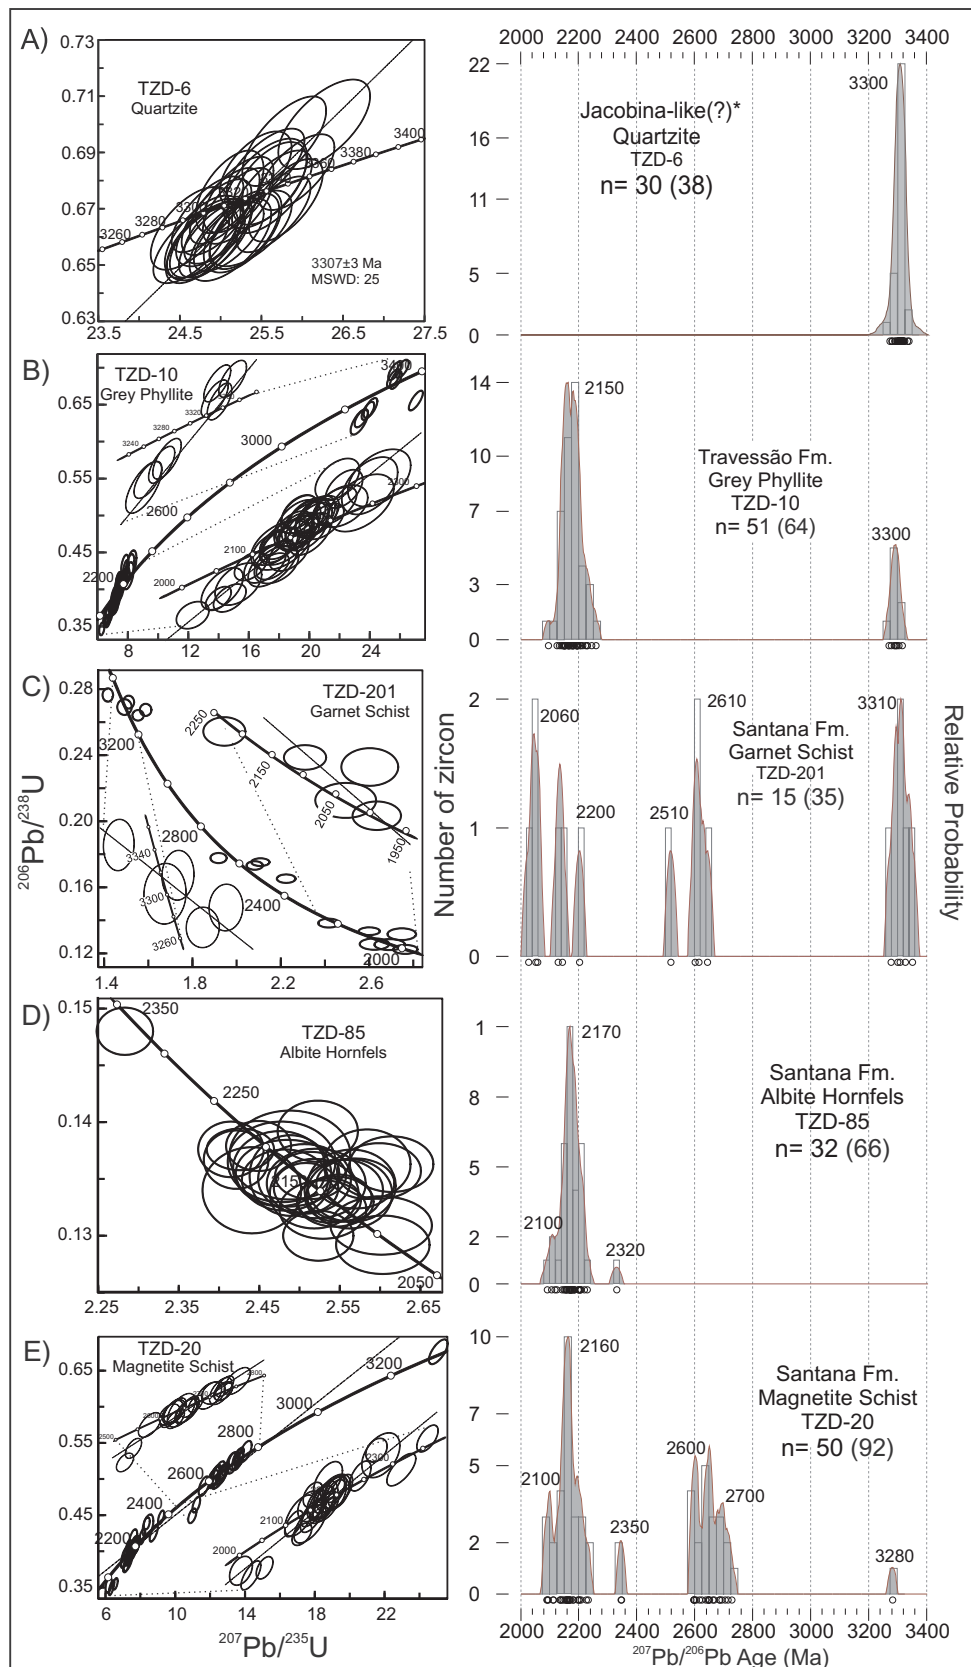 A)
0.73
0.71
0.69
0.67
0.65
0.63
TZD-6
Quartzite
3260
3280
3380
3400
3307±3 Ma
MSWD: 25
23.5
24.5
25.5
26.5
27.5
2000 2200 2400 2600 2800 3000 3200 3400
22
16
11
5
0
3300
Jacobina-like(?)*
Quartzite
TZD-6
n= 30 (38)
B)
0.65
0.55
0.45
0.35
TZD-10
Grey Phyllite
3240
3280
3320
3000
2600
2200
2100
2000
2300
8 12 16 20 24
14
10
7
3
0
2150
3300
Travessão Fm.
Grey Phyllite
TZD-10
n= 51 (64)
C)
0.28
0.24
0.20
0.16
0.12
TZD-201
Garnet Schist
3200
2800
2400
2000
2250
2150
2050
1950
3340
3300
3260
1.4 1.8 2.2 2.6
206Pb/238U
2
1
0
2060
2200
2510
2610
3310
Santana Fm.
Garnet Schist
TZD-201
n= 15 (35)
Number of zircon
Relative Probability
D)
0.15
0.14
0.13
TZD-85
Albite Hornfels
2350
2250
2050
2.25 2.35 2.45 2.55 2.65
1
8
5
2
0
2100
2170
2320
Santana Fm.
Albite Hornfels
TZD-85
n= 32 (66)
E)
0.65
0.55
0.45
0.35
TZD-20
Magnetite Schist
3200
3000
2800
2600
2400
2200
2500
2300
2100
2000
6 10 14 18 22
207Pb/235U
10
7
5
2
0
2100
2160
2350
2600
2700
3280
Santana Fm.
Magnetite Schist
TZD-20
n= 50 (92)
2000 2200 2400 2600 2800 3000 3200 3400
207Pb/206Pb Age (Ma)